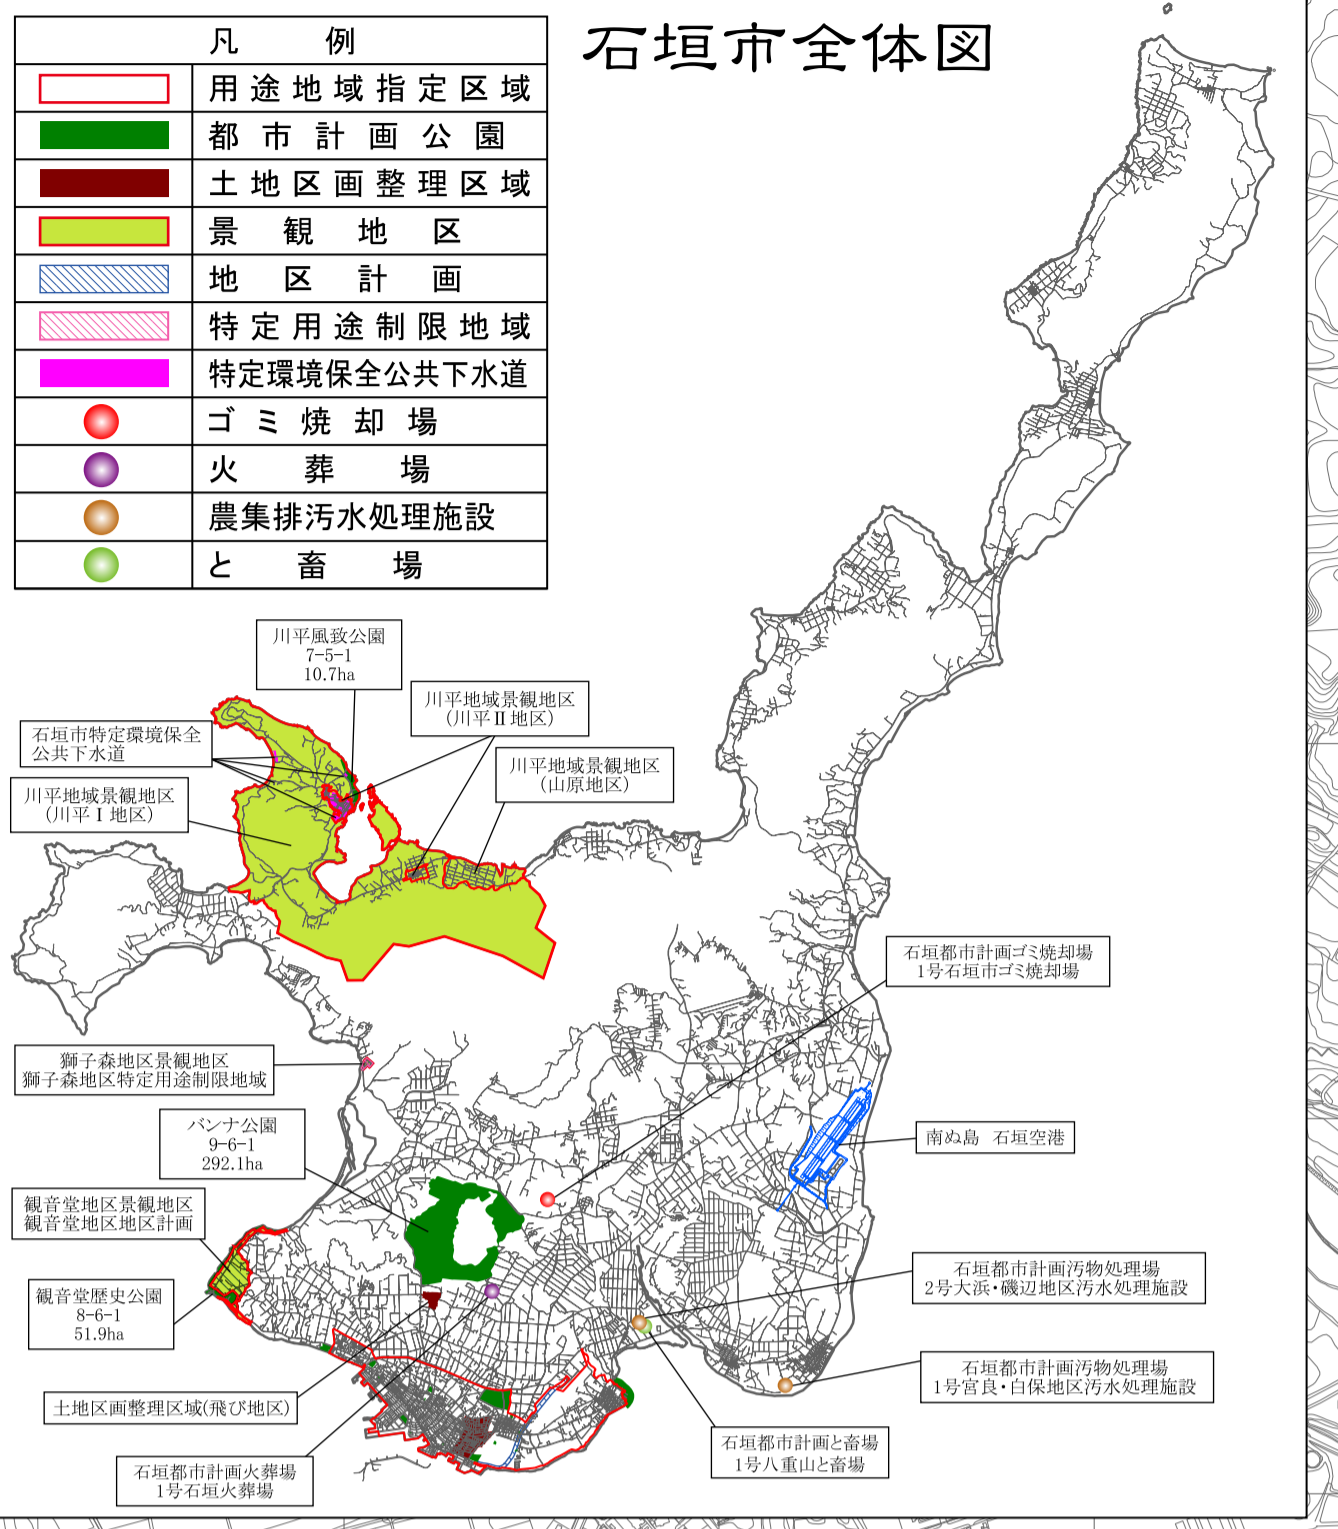 石垣市全体図
凡例
用途地域指定区域
都市計画公園
土地区画整理区域
景観地区
地区計画
特定用途制限地域
特定環境保全公共下水道
ゴミ焼却場
火葬場
農集排汚水処理施設
と畜場
川平風致公園
7-5-1
10.7ha
川平地域景観地区
(川平Ⅱ地区)
石垣市特定環境保全
公共下水道
川平地域景観地区
(山原地区)
川平地域景観地区
(川平Ⅰ地区)
石垣都市計画ゴミ焼却場
1号石垣市ゴミ焼却場
獅子森地区景観地区
獅子森地区特定用途制限地域
バンナ公園
9-6-1
292.1ha
南ぬ島 石垣空港
観音堂地区景観地区
観音堂地区地区計画
石垣都市計画汚物処理場
2号大浜・磯辺地区汚水処理施設
観音堂歴史公園
8-6-1
51.9ha
石垣都市計画汚物処理場
1号宮良・白保地区汚水処理施設
土地区画整理区域(飛び地区)
石垣都市計画と畜場
1号八重山と畜場
石垣都市計画火葬場
1号石垣火葬場